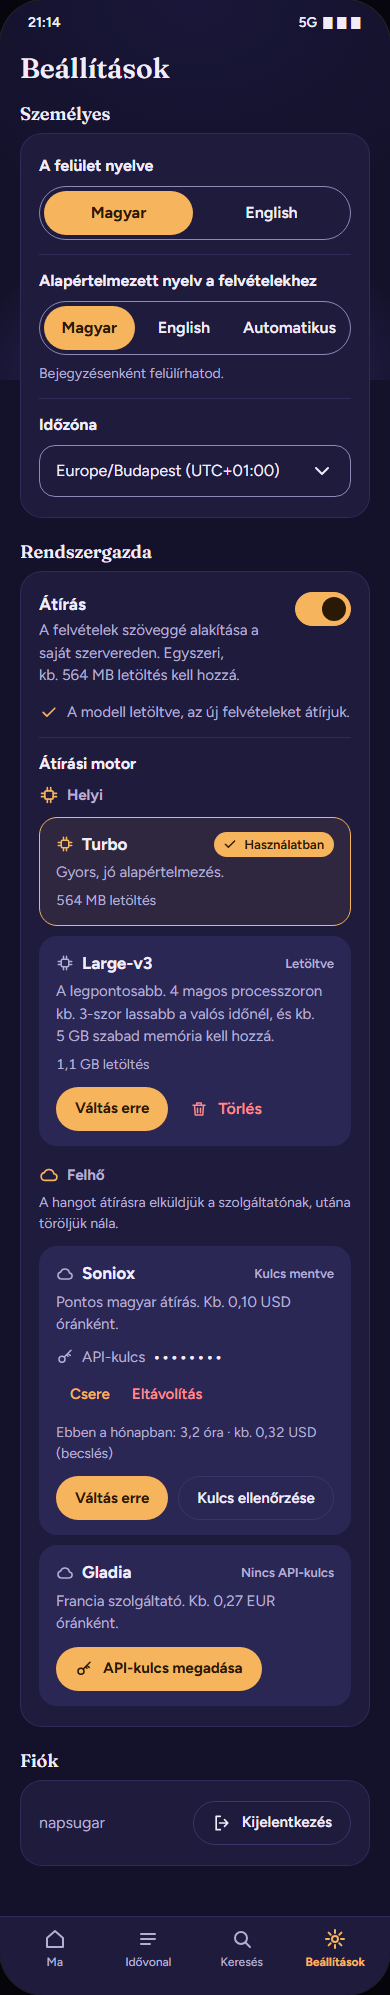 21:14
5G
Beállítások
Személyes
A felület nyelve
Magyar English
Alapértelmezett nyelv a felvételekhez
Magyar English Automatikus
Bejegyzésenként felülírhatod.
Időzóna
Europe/Budapest (UTC+01:00)
Rendszergazda
Átírás
A felvételek szöveggé alakítása a
saját szervereden. Egyszeri,
kb. 564 MB letöltés kell hozzá.
A modell letöltve, az új felvételeket átírjuk.
Átírási motor
Helyi
Turbo Használatban
Gyors, jó alapértelmezés.
564 MB letöltés
Large-v3 Letöltve
A legpontosabb. 4 magos processzoron
kb. 3-szor lassabb a valós időnél, és kb.
5 GB szabad memória kell hozzá.
1,1 GB letöltés
Váltás erre Törlés
Felhő
A hangot átírásra elküldjük a szolgáltatónak, utána
töröljük nála.
Soniox Kulcs mentve
Pontos magyar átírás. Kb. 0,10 USD
óránként.
API-kulcs ••••••••
Csere Eltávolítás
Ebben a hónapban: 3,2 óra · kb. 0,32 USD
(becslés)
Váltás erre Kulcs ellenőrzése
Gladia Nincs API-kulcs
Francia szolgáltató. Kb. 0,27 EUR
óránként.
API-kulcs megadása
Fiók
napsugar Kijelentkezés
Ma Idővonal Keresés Beállítások